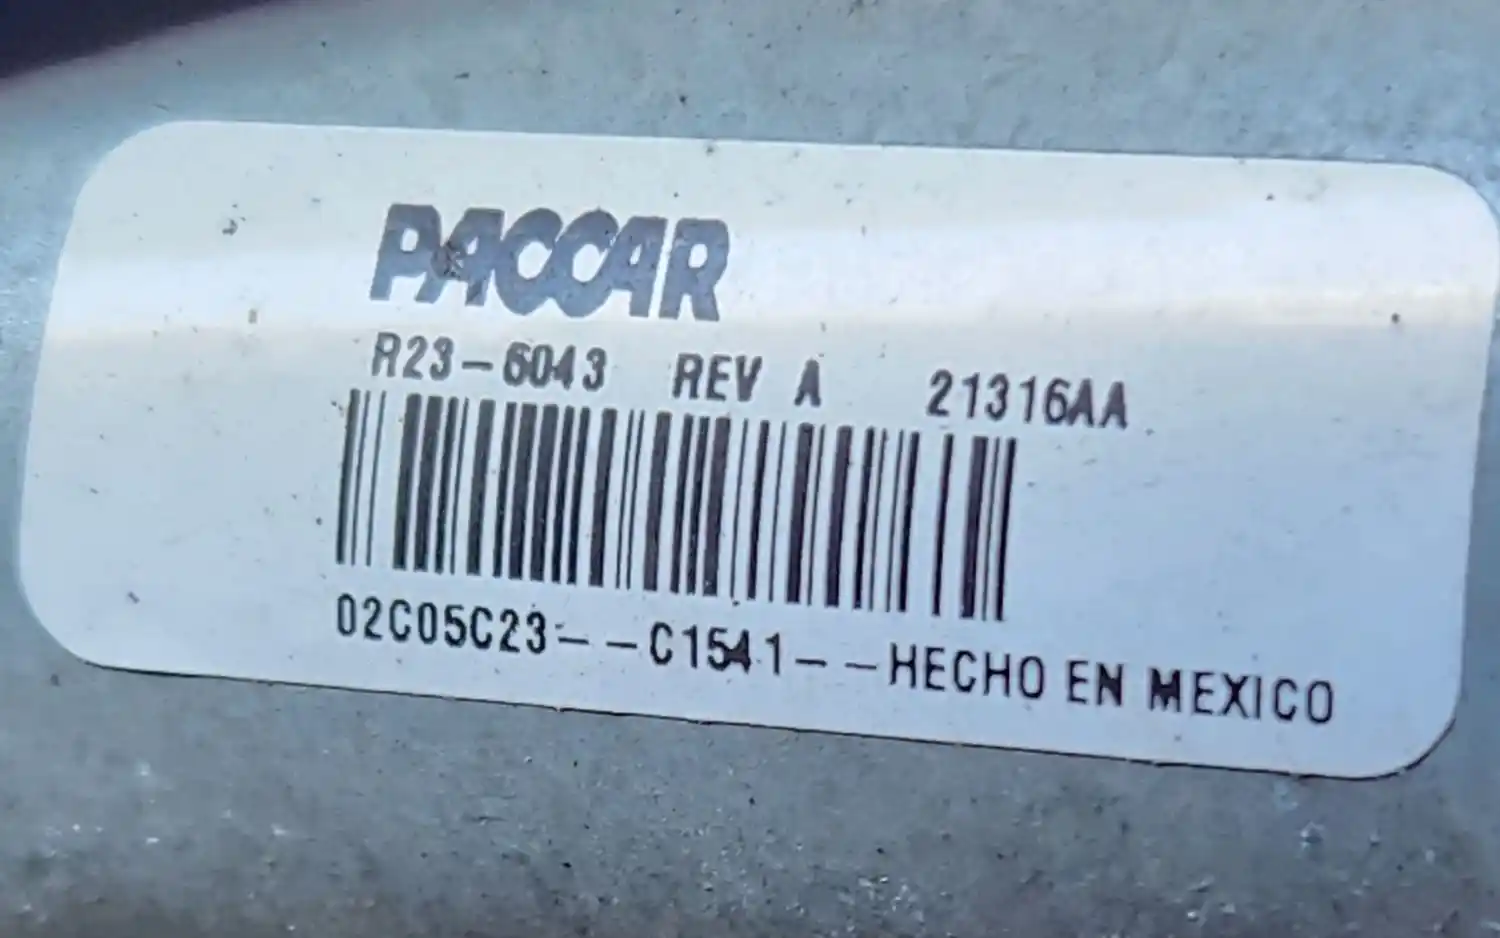 PACCAR
R23-6043 REV A 21316AA
02C05C23--C1541--HECHO EN MEXICO